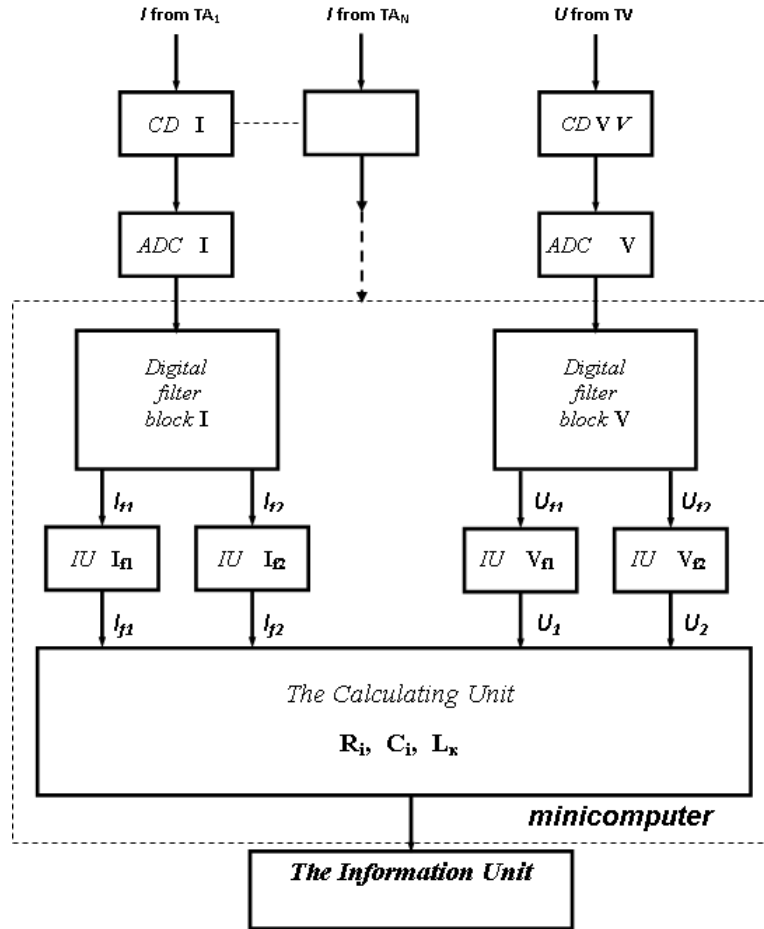 I from TA1 I from TAN U from TV
CD I CD V V
ADC I ADC V
Digital
filter
block I
Digital
filter
block V
If1 If2 Uf1 Uf2
IU If1 IU If2 IU Vf1 IU Vf2
If1 If2 U1 U2
The Calculating Unit
Ri, Ci, Lк
minicomputer
The Information Unit